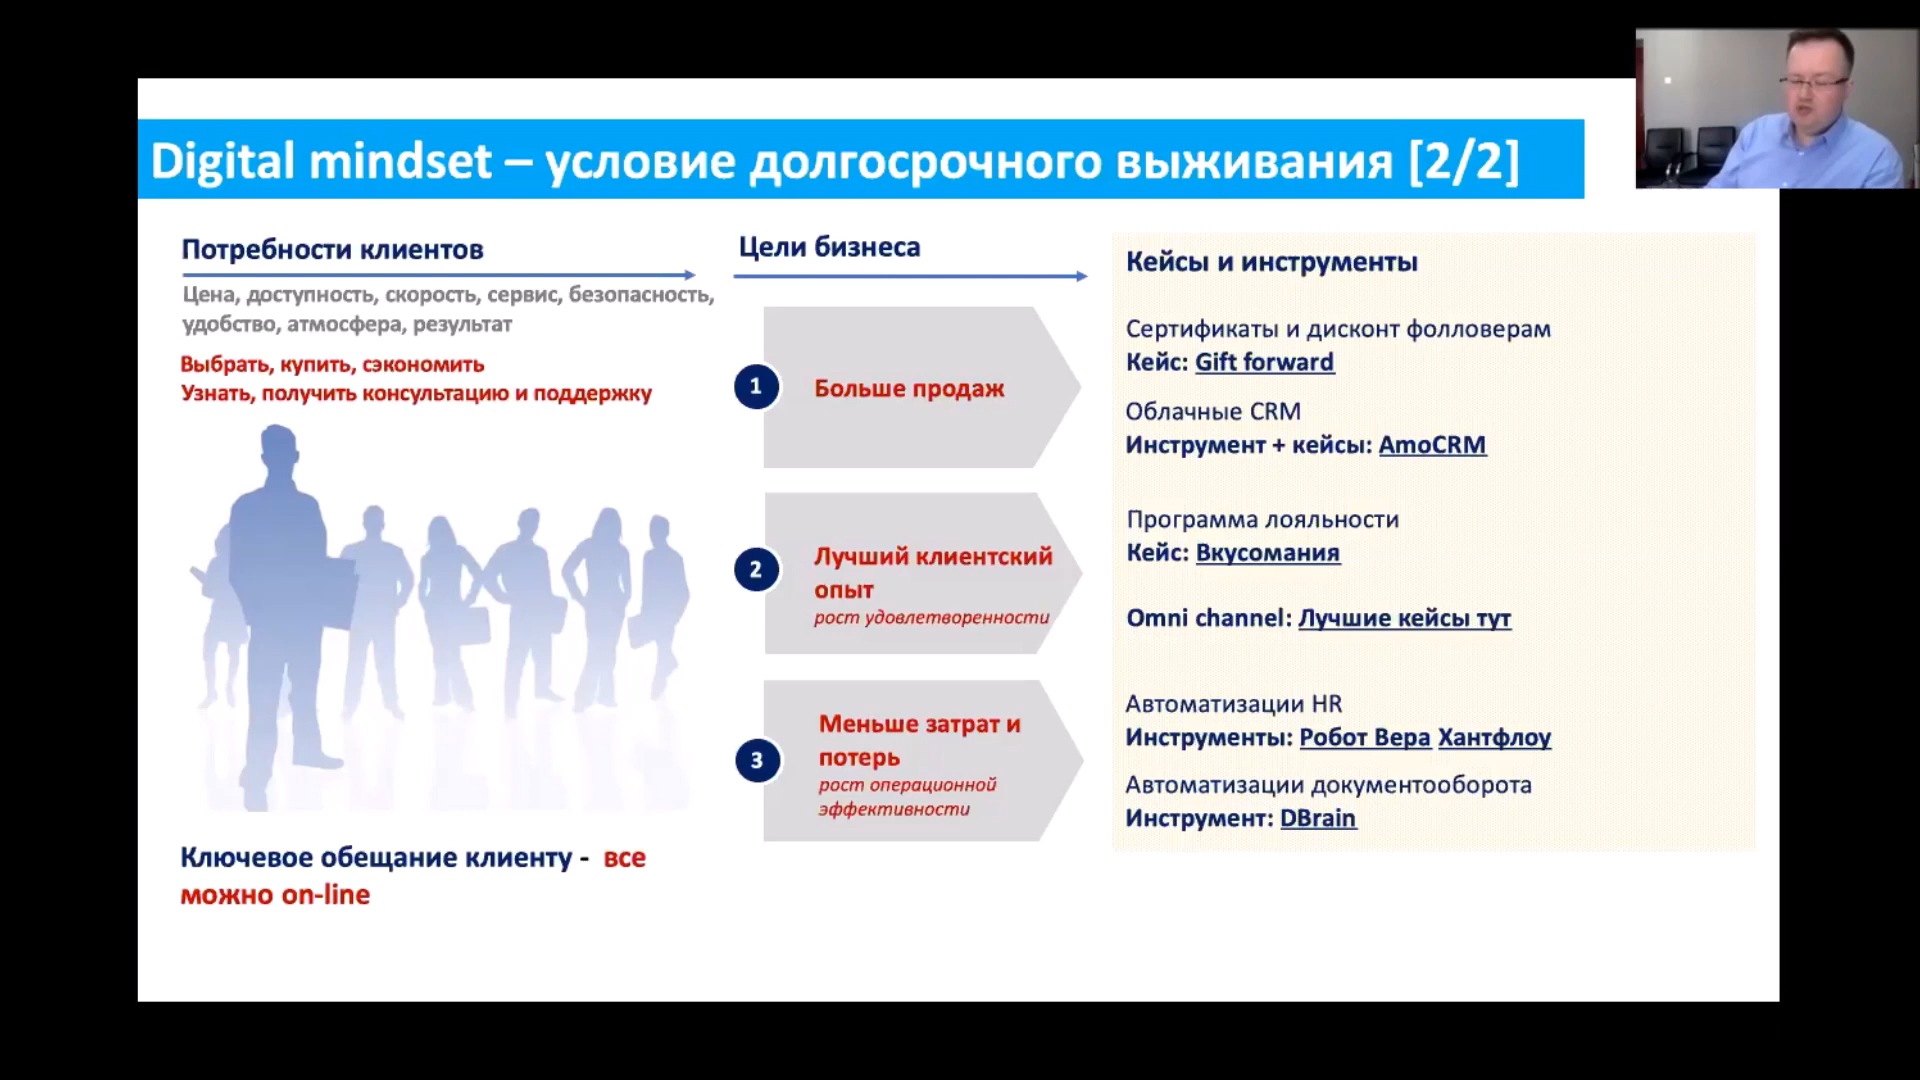 Digital mindset – условие долгосрочного выживания [2/2]
Потребности клиентов
Цена, доступность, скорость, сервис, безопасность,
удобство, атмосфера, результат
Выбрать, купить, сэкономить
Узнать, получить консультацию и поддержку
Ключевое обещание клиенту - все
можно on-line
Цели бизнеса
1
Больше продаж
2
Лучший клиентский
опыт
рост удовлетворенности
3
Меньше затрат и
потерь
рост операционной
эффективности
Кейсы и инструменты
Сертификаты и дисконт фолловерам
Кейс: Gift forward
Облачные CRM
Инструмент + кейсы: AmoCRM
Программа лояльности
Кейс: Вкусомания
Omni channel: Лучшие кейсы тут
Автоматизации HR
Инструменты: Робот Вера Хантфлоу
Автоматизации документооборота
Инструмент: DBrain